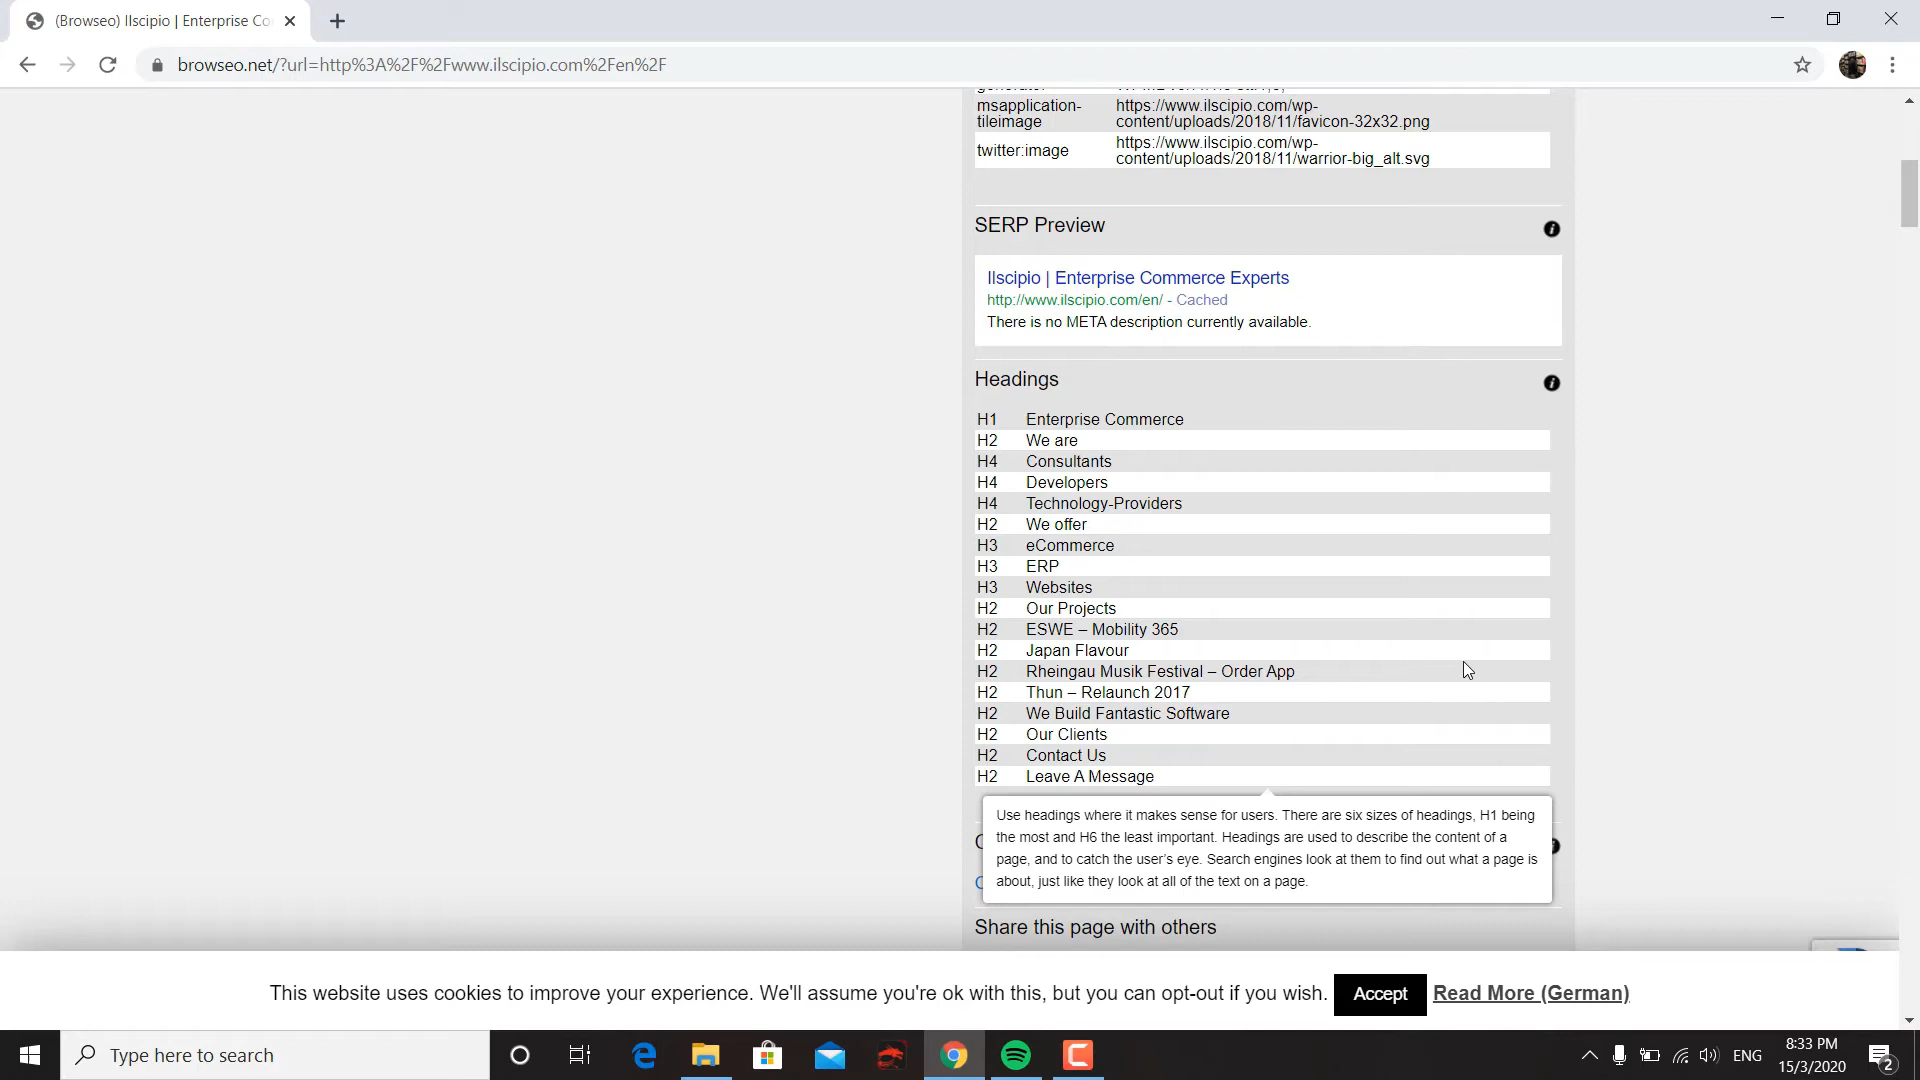 (Browseo) Ilscipio | Enterprise Co
browseo.net/?url=http%3A%2F%2Fwww.ilscipio.com%2Fen%2F
msapplication-
tileimage
https://www.ilscipio.com/wp-
content/uploads/2018/11/favicon-32x32.png
twitter:image
https://www.ilscipio.com/wp-
content/uploads/2018/11/warrior-big_alt.svg
SERP Preview
Ilscipio | Enterprise Commerce Experts
http://www.ilscipio.com/en/ - Cached
There is no META description currently available.
Headings
H1 Enterprise Commerce
H2 We are
H4 Consultants
H4 Developers
H4 Technology-Providers
H2 We offer
H3 eCommerce
H3 ERP
H3 Websites
H2 Our Projects
H2 ESWE – Mobility 365
H2 Japan Flavour
H2 Rheingau Musik Festival – Order App
H2 Thun – Relaunch 2017
H2 We Build Fantastic Software
H2 Our Clients
H2 Contact Us
H2 Leave A Message
Use headings where it makes sense for users. There are six sizes of headings, H1 being
the most and H6 the least important. Headings are used to describe the content of a
page, and to catch the user's eye. Search engines look at them to find out what a page is
about, just like they look at all of the text on a page.
Share this page with others
This website uses cookies to improve your experience. We'll assume you're ok with this, but you can opt-out if you wish. Accept Read More (German)
Type here to search
ENG
8:33 PM
15/3/2020
2